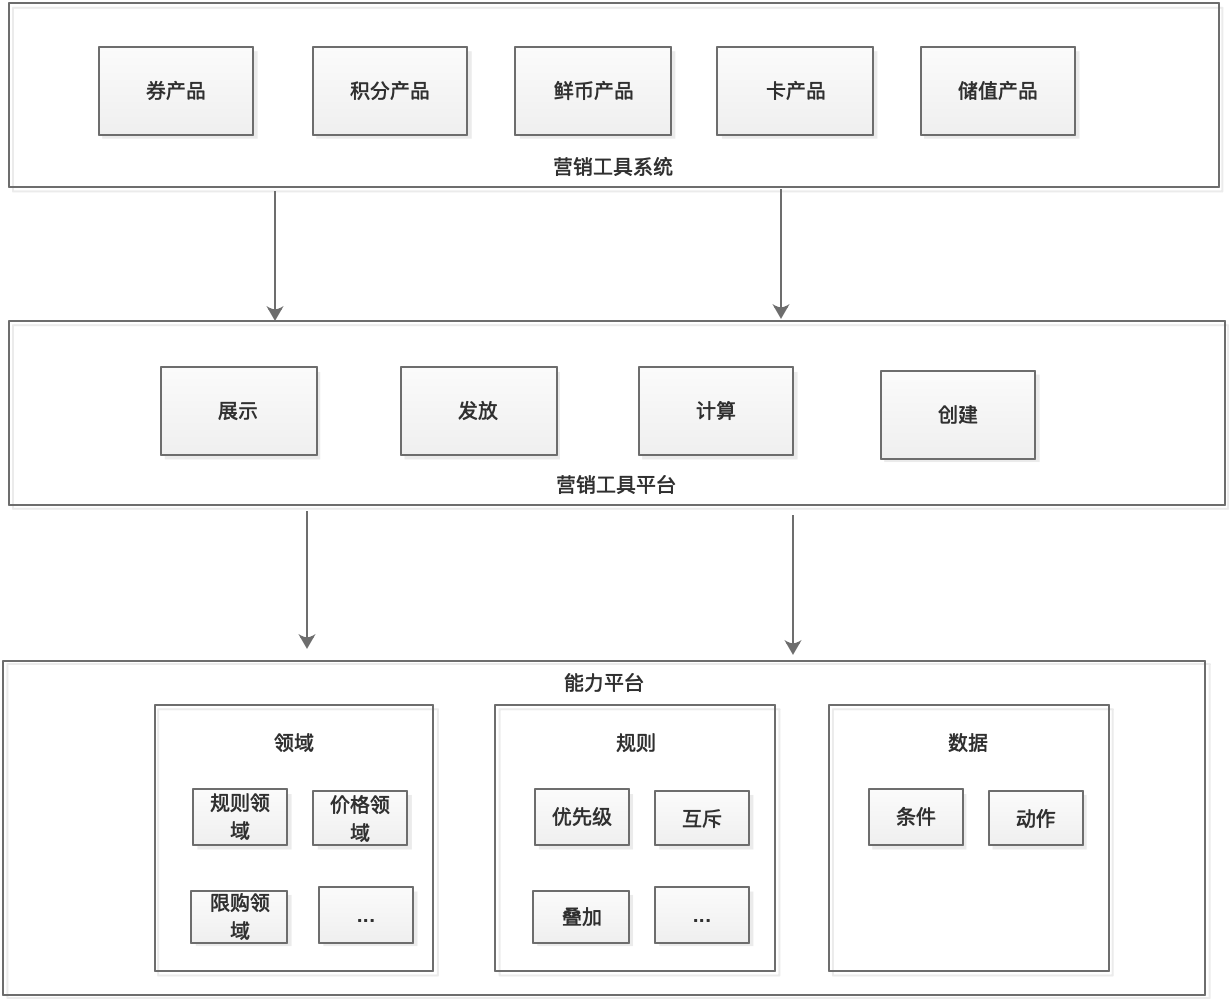 券产品
积分产品
鲜币产品
卡产品
储值产品
营销工具系统
展示
发放
计算
创建
营销工具平台
能力平台
领域
规则领
域
价格领
域
限购领
域
...
规则
优先级
互斥
叠加
...
数据
条件
动作